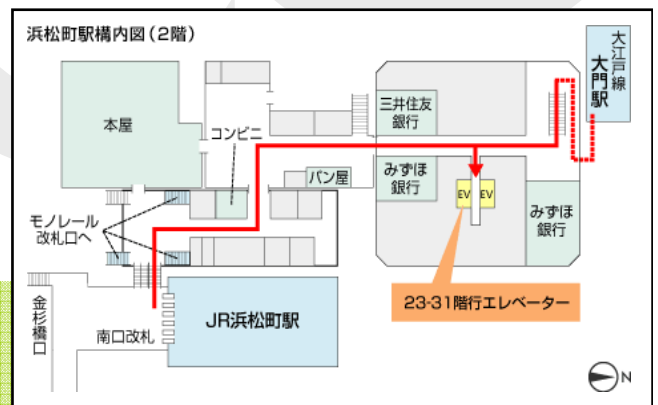 浜松町駅構内図(2階)
大江戸線
大門駅
三井住友
銀行
本屋
コンビニ
パン屋
みずほ
銀行
EV
EV
みずほ
銀行
モノレール
改札口へ
23-31階行エレベーター
金杉橋口
南口改札
JR浜松町駅
N